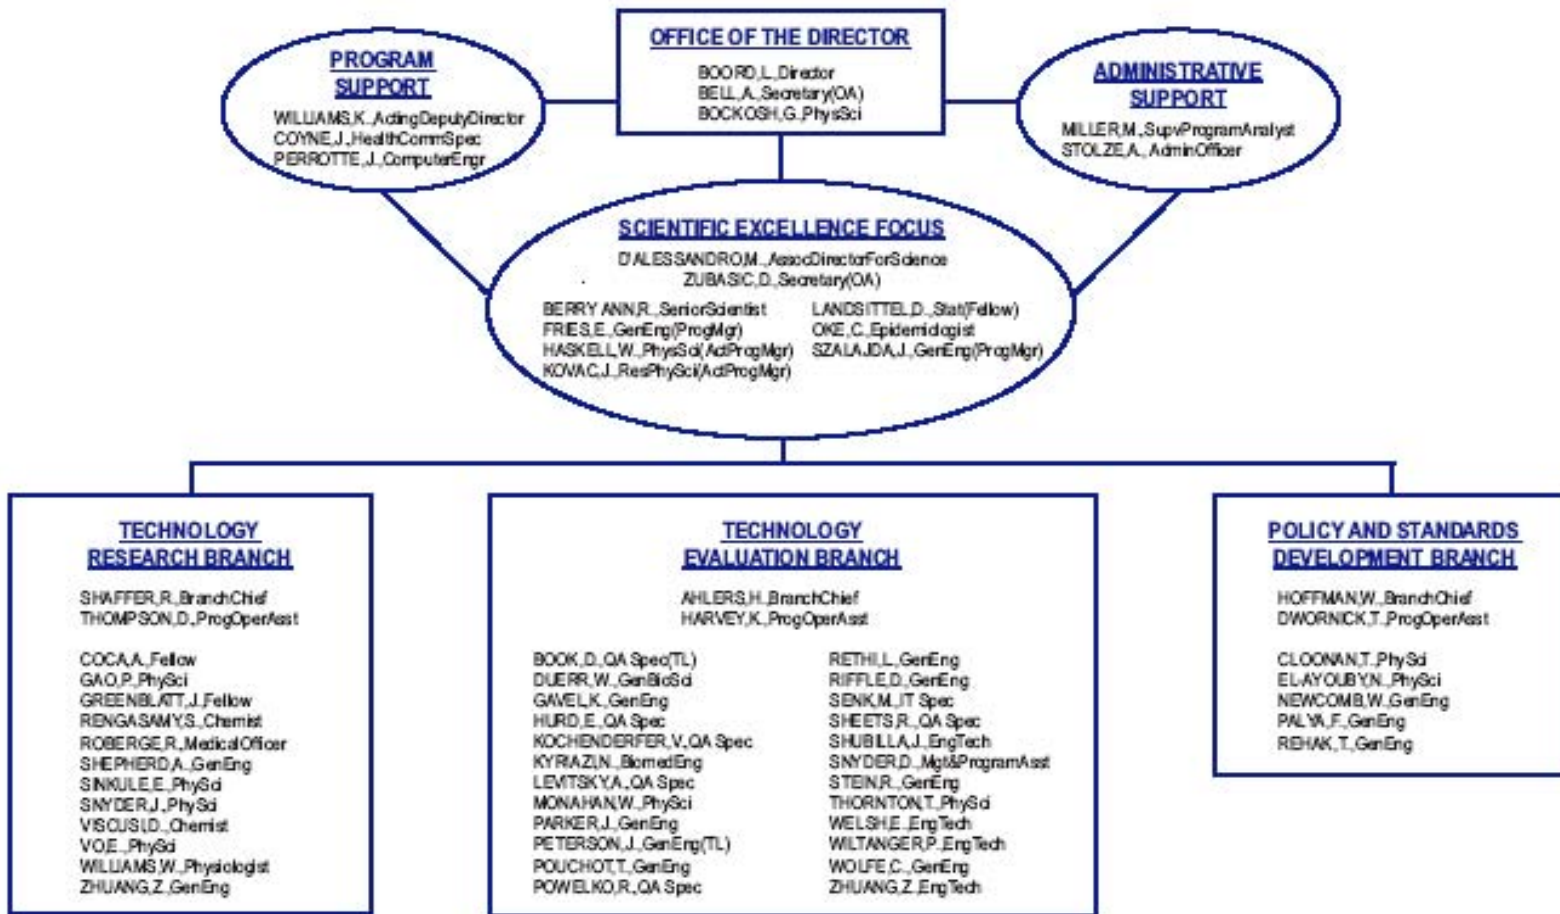 OFFICE OF THE DIRECTOR
BOORD,L.,Director
BELL,A.,Secretary(OA)
BOCKOSH,G.,PhysSci
PROGRAM
SUPPORT
WILLIAMS,K.,ActingDeputyDirector
COYNE,J.,HealthCommSpec
PERROTTE,J.,ComputerEngr
ADMINISTRATIVE
SUPPORT
MILLER,M.,SupvProgramAnalyst
STOLZE,A.,AdminOfficer
SCIENTIFIC EXCELLENCE FOCUS
D'ALESSANDRO,M.,AssocDirectorForScience
ZUBASIC,D.,Secretary(OA)
BERRY ANN,R.,SeniorScientist
FRIES,E.,GenEng(ProgMgr)
HASKELL,W.,PhysSci(ActProgMgr)
KOVAC,J.,ResPhySci(ActProgMgr)
LANDSITTEL,D.,Stat(Fellow)
OKE,C.,Epidemiologist
SZALAJDA,J.,GenEng(ProgMgr)
TECHNOLOGY
RESEARCH BRANCH
SHAFFER,R.,BranchChief
THOMPSON,D.,ProgOperAsst
COCA,A.,Fellow
GAO,P.,PhySci
GREENBLATT,J.,Fellow
RENGASAMY,S.,Chemist
ROBERGE,R.,MedicalOfficer
SHEPHERD,A.,GenEng
SINKULE,E.,PhySci
SNYDER,J.,PhySci
VISCUSI,D.,Chemist
VO,E.,PhySci
WILLIAMS,W.,Physiologist
ZHUANG,Z.,GenEng
TECHNOLOGY
EVALUATION BRANCH
AHLERS,H.,BranchChief
HARVEY,K.,ProgOperAsst
BOOK,D.,QA Spec(TL)
DUERR,W.,GenBioSci
GAVEL,K.,GenEng
HURD,E.,QA Spec
KOCHENDERFER,V.,QA Spec
KYRIAZI,N.,BiomedEng
LEVITSKY,A.,QA Spec
MONAHAN,W.,PhySci
PARKER,J.,GenEng
PETERSON,J.,GenEng(TL)
POUCHOT,T.,GenEng
POWELKO,R.,QA Spec
RETHI,L.,GenEng
RIFFLE,D.,GenEng
SENK,M.,IT Spec
SHEETS,R.,QA Spec
SHUBILLA,J.,EngTech
SNYDER,D.,Mgt&ProgramAsst
STEIN,R.,GenEng
THORNTON,T.,PhySci
WELSH,E.,EngTech
WILTANGER,P.,EngTech
WOLFE,C.,GenEng
ZHUANG,Z.,EngTech
POLICY AND STANDARDS
DEVELOPMENT BRANCH
HOFFMAN,W.,BranchChief
DWORNICK,T.,ProgOperAsst
CLOONAN,T.,PhySci
EL-AYOUBY,N.,PhySci
NEWCOMB,W.,GenEng
PALYA,F.,GenEng
REHAK,T.,GenEng